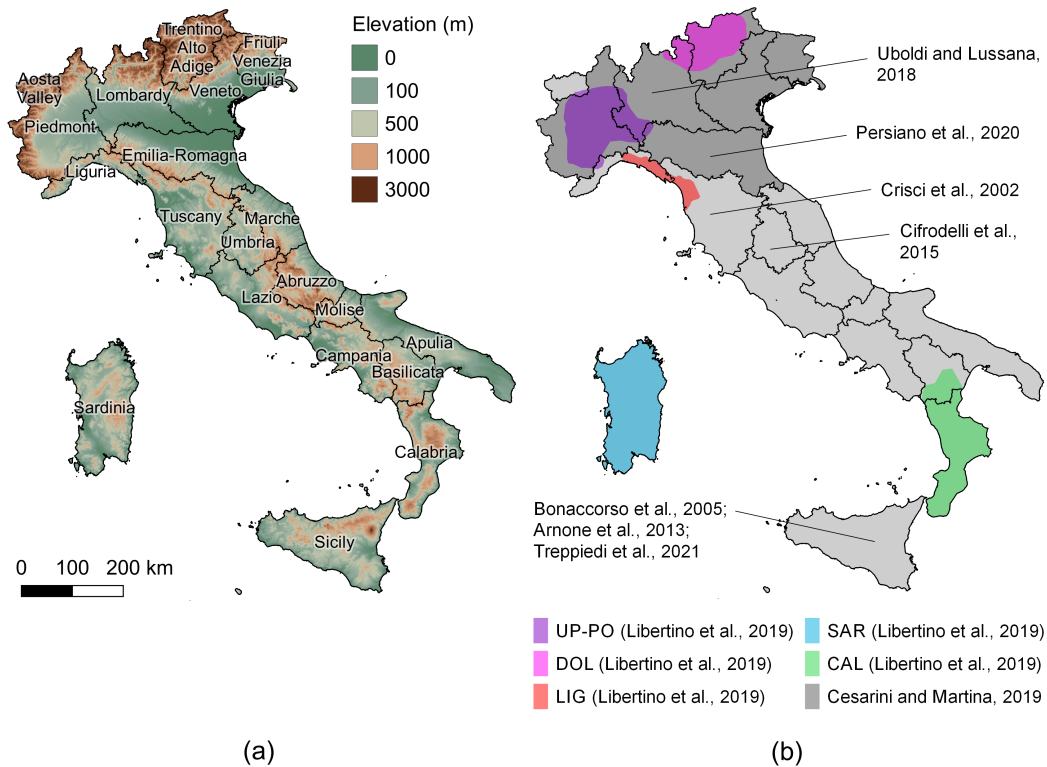 Elevation (m)
0
100
500
1000
3000
Trentino
Alto
Adige
Friuli
Venezia
Giulia
Aosta
Valley
Lombardy
Veneto
Piedmont
Emilia-Romagna
Liguria
Tuscany
Marche
Umbria
Abruzzo
Lazio
Molise
Apulia
Campania
Basilicata
Sardinia
Calabria
Sicily
0 100 200 km
(a)
Uboldi and Lussana,
2018
Persiano et al., 2020
Crisci et al., 2002
Cifrodelli et al.,
2015
Bonaccorso et al., 2005;
Arnone et al., 2013;
Treppiedi et al., 2021
UP-PO (Libertino et al., 2019)
DOL (Libertino et al., 2019)
LIG (Libertino et al., 2019)
SAR (Libertino et al., 2019)
CAL (Libertino et al., 2019)
Cesarini and Martina, 2019
(b)